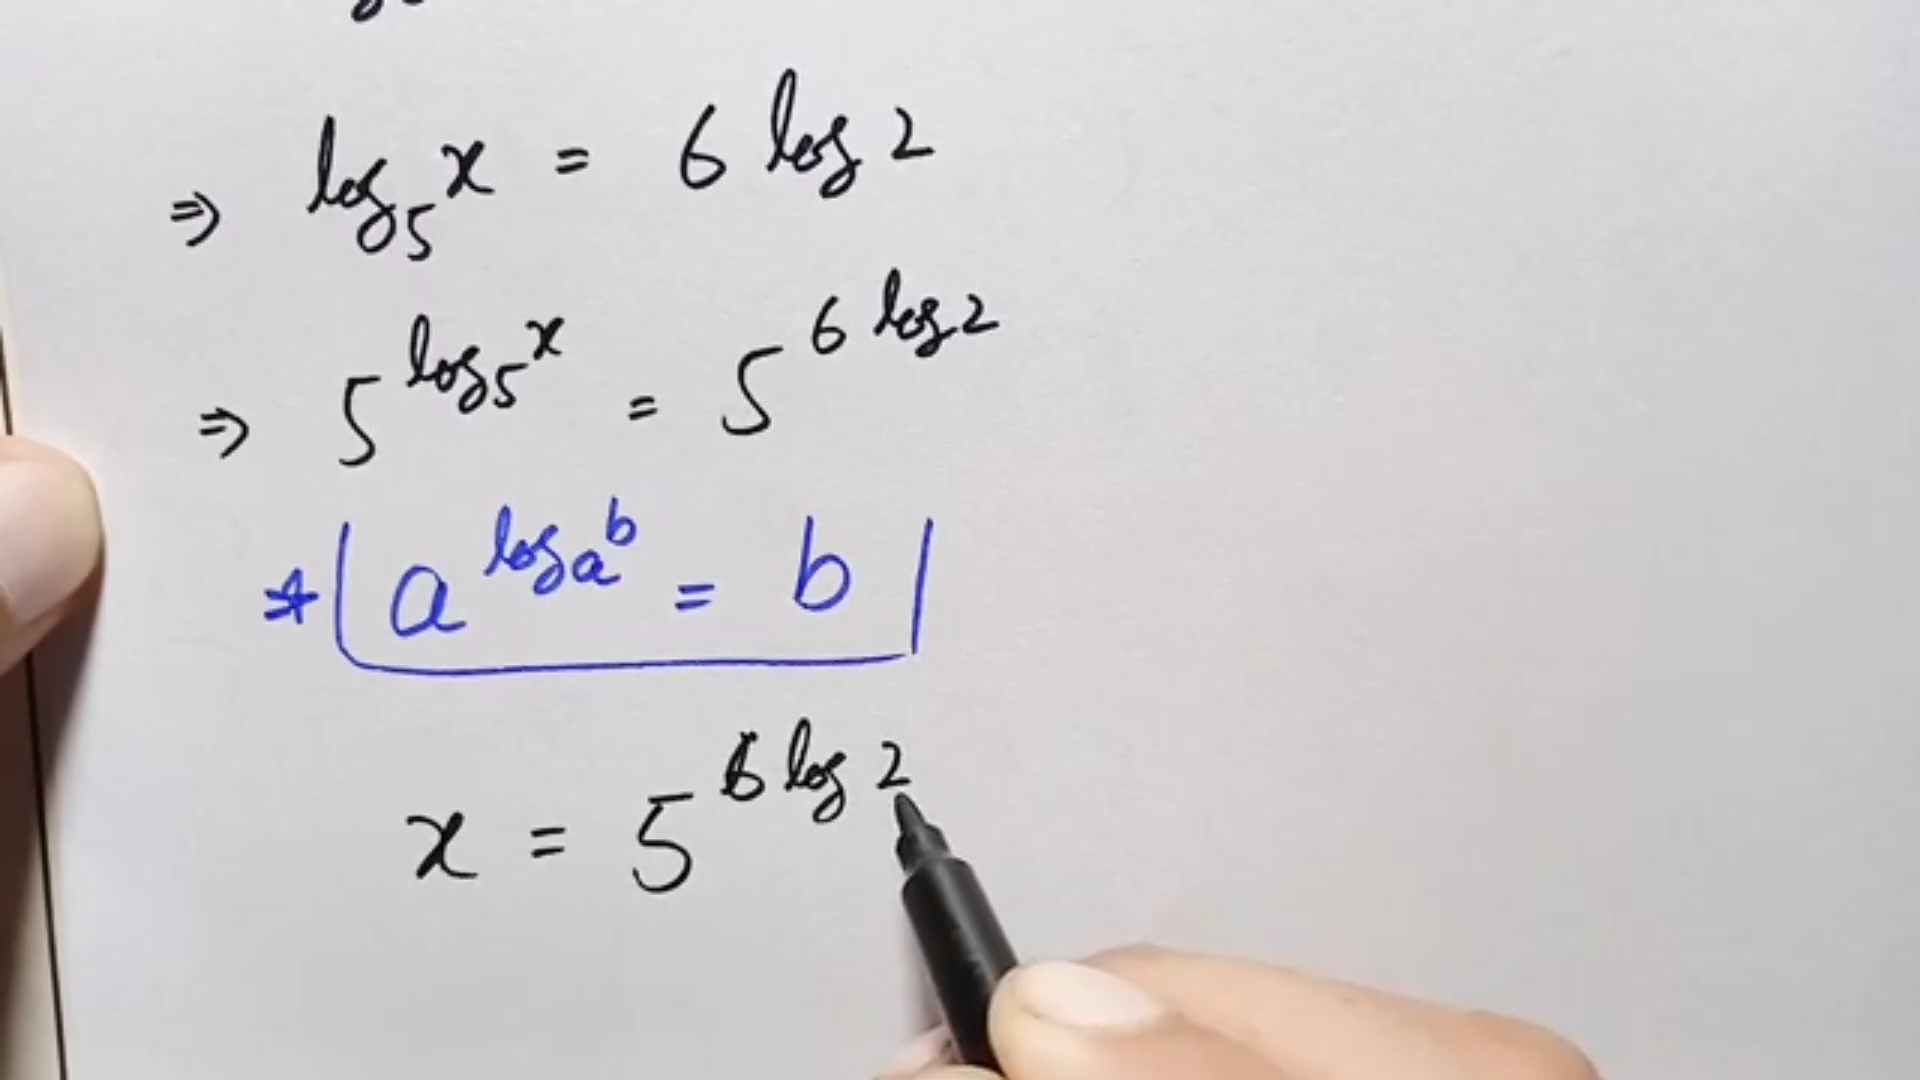 ⇒ log₅x = 6 log 2
⇒ 5^(log₅x) = 5^(6 log 2)
* a^(logₐb) = b
x = 5^(6 log 2)